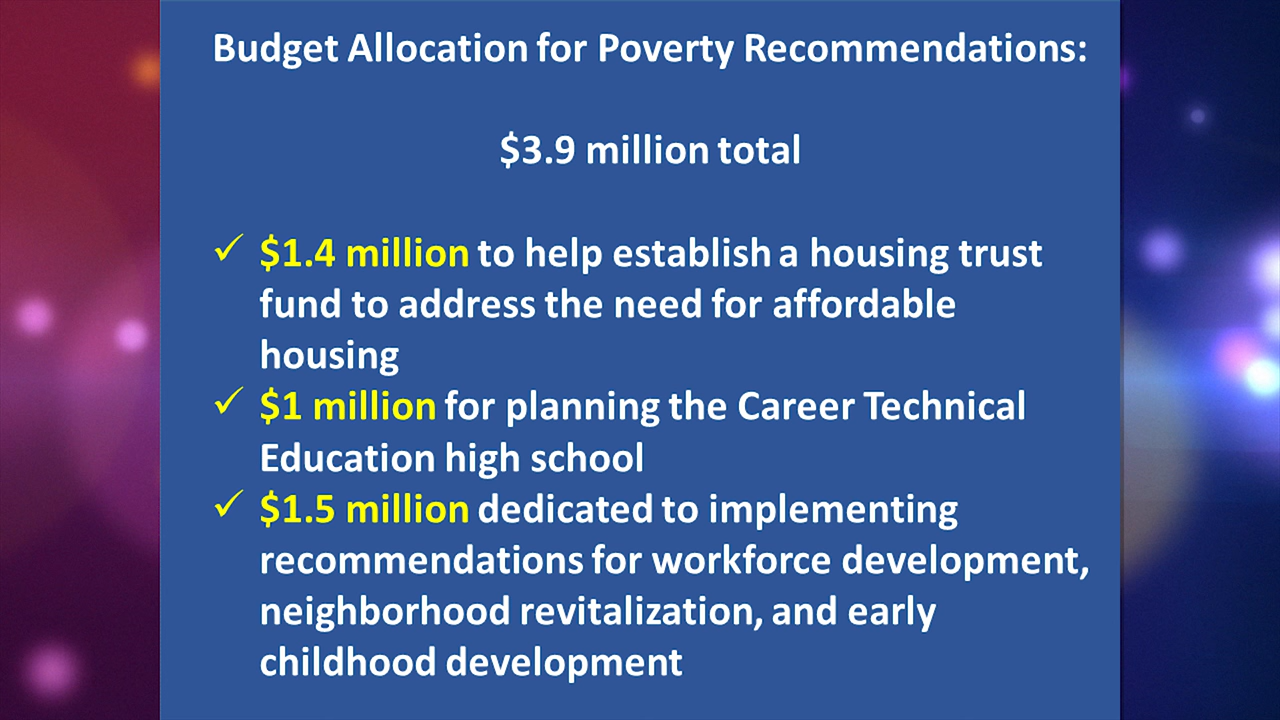 Budget Allocation for Poverty Recommendations:
$3.9 million total
✓ $1.4 million to help establish a housing trust
fund to address the need for affordable
housing
✓ $1 million for planning the Career Technical
Education high school
✓ $1.5 million dedicated to implementing
recommendations for workforce development,
neighborhood revitalization, and early
childhood development